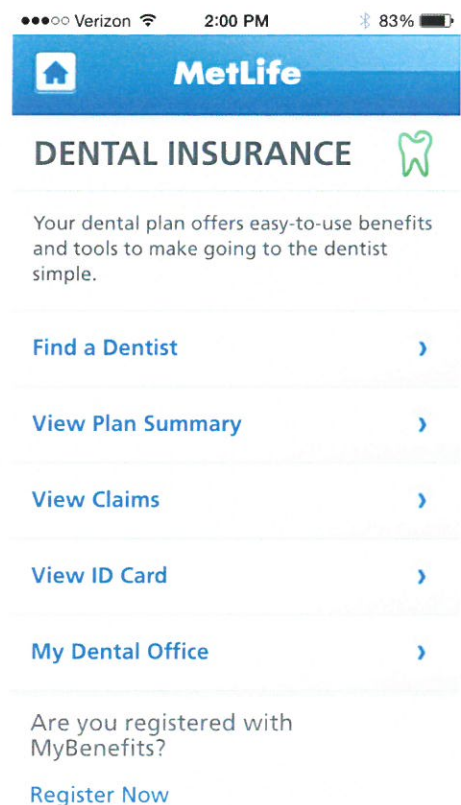 Verizon 2:00 PM 83%
MetLife
DENTAL INSURANCE
Your dental plan offers easy-to-use benefits
and tools to make going to the dentist
simple.
Find a Dentist
View Plan Summary
View Claims
View ID Card
My Dental Office
Are you registered with
MyBenefits?
Register Now